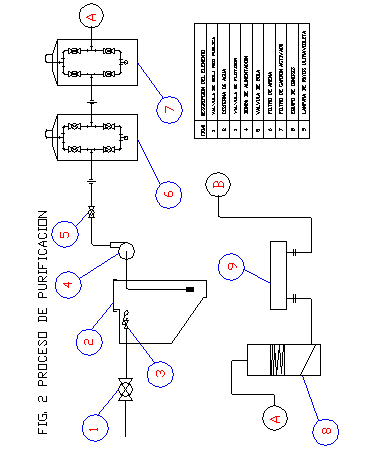 FIG. 2 PROCESO DE PURIFICACION
1
2
3
4
5
6
7
A
A
8
9
B
ITEM DESCRIPCION DEL ELEMENTO
1 VALVULA DE BOLA RED PUBLICA
2 CISTERNA DE AGUA
3 VALVULA DE FLOTADOR
4 BOMBA DE ALIMENTACION
5 VALVULA DE BOLA
6 FILTRO DE ARENA
7 FILTRO DE CARBON ACTIVADO
8 EQUIPO DE OSMOSIS
9 LAMPARA DE RAYOS ULTRAVIOLETA